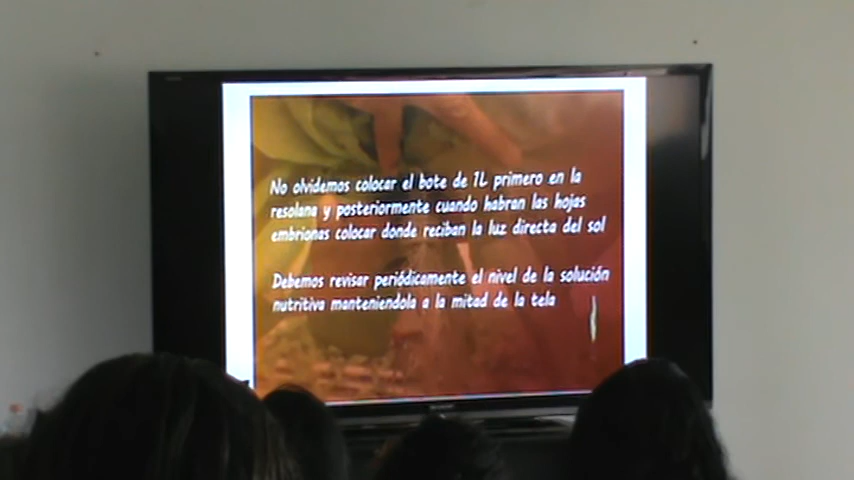 No olvidemos colocar el bote de 1L primero en la
resolana y posteriormente cuando habran las hojas
embrionas colocar donde reciban la luz directa del sol
Debemos revisar periódicamente el nivel de la solución
nutritiva manteniendola a la mitad de la tela